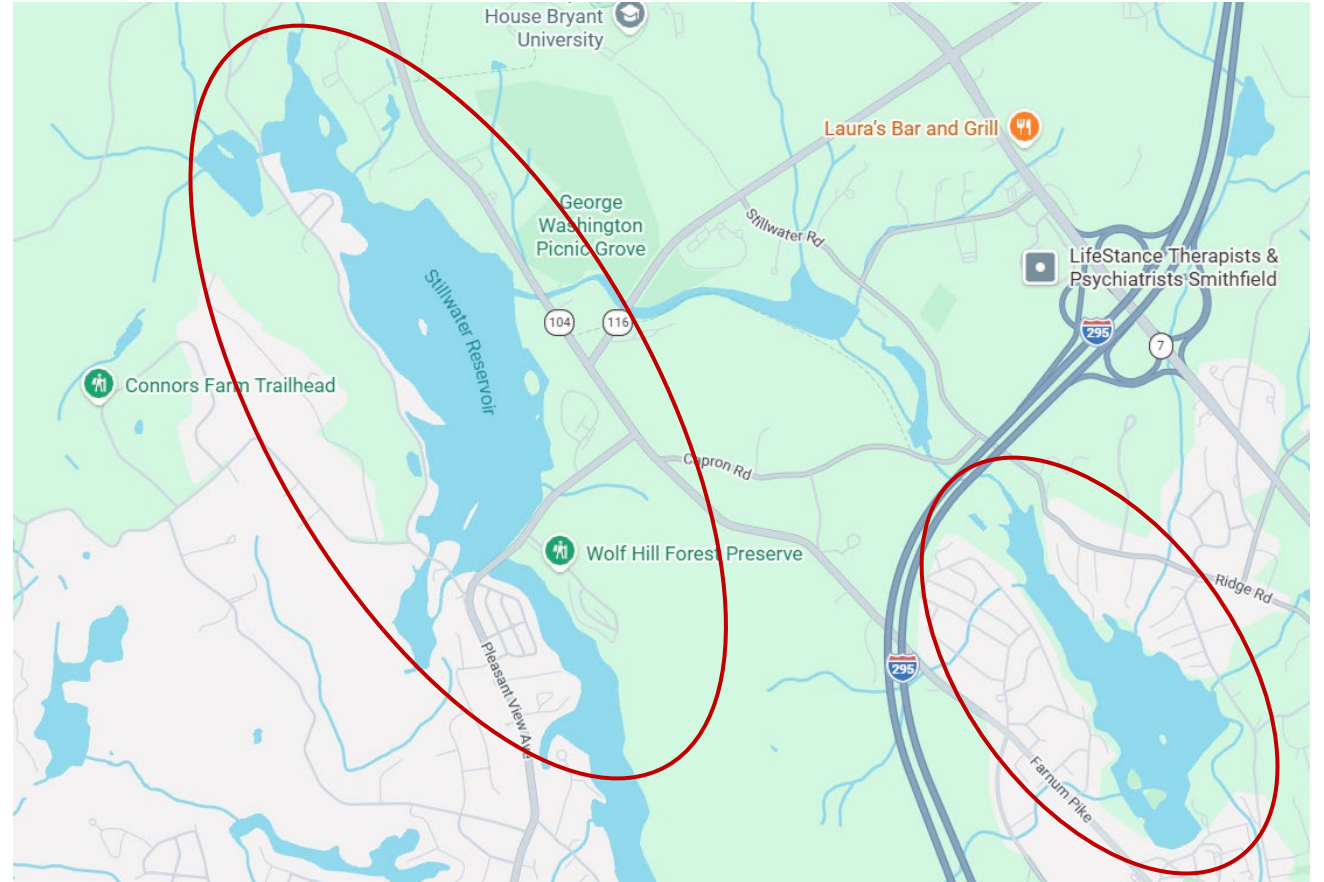 House Bryant
University
Laura's Bar and Grill
George
Washington
Picnic Grove
Stillwater Rd
LifeStance Therapists &
Psychiatrists Smithfield
Stillwater Reservoir
104
116
295
7
Connors Farm Trailhead
Capron Rd
Wolf Hill Forest Preserve
Ridge Rd
295
Pleasant View Ave
Farnum Pike